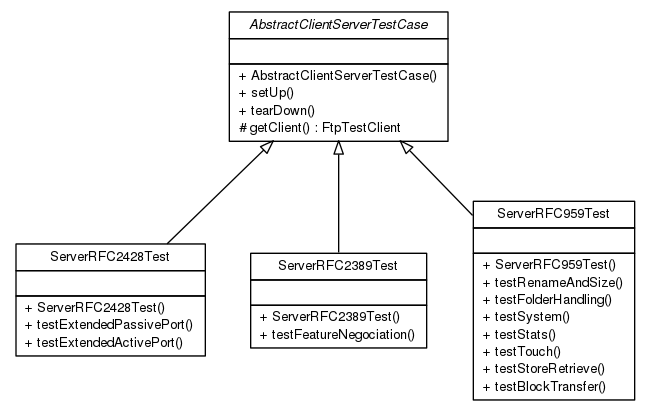 AbstractClientServerTestCase
+ AbstractClientServerTestCase()
+ setUp()
+ tearDown()
# getClient() : FtpTestClient
ServerRFC2428Test
+ ServerRFC2428Test()
+ testExtendedPassivePort()
+ testExtendedActivePort()
ServerRFC2389Test
+ ServerRFC2389Test()
+ testFeatureNegociation()
ServerRFC959Test
+ ServerRFC959Test()
+ testRenameAndSize()
+ testFolderHandling()
+ testSystem()
+ testStats()
+ testTouch()
+ testStoreRetrieve()
+ testBlockTransfer()